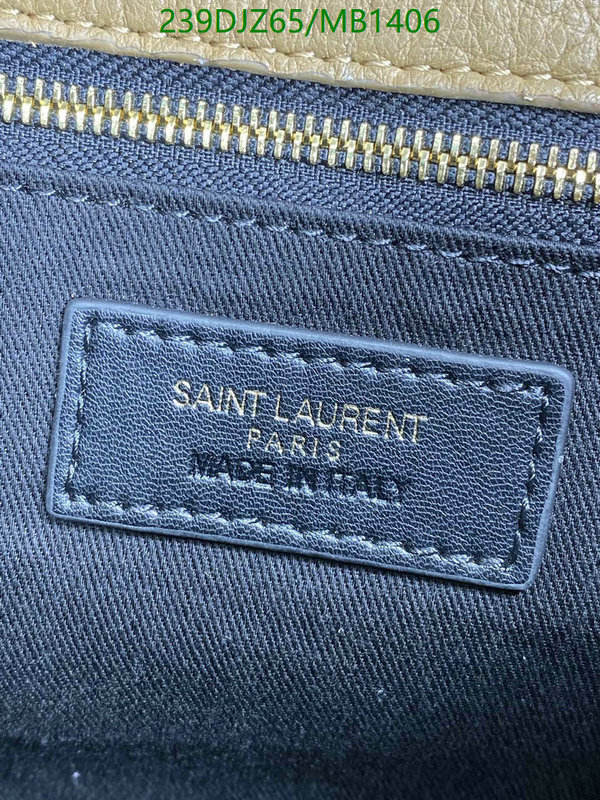 239DJZ65/MB1406
SAINT LAURENT
PARIS
MADE IN ITALY